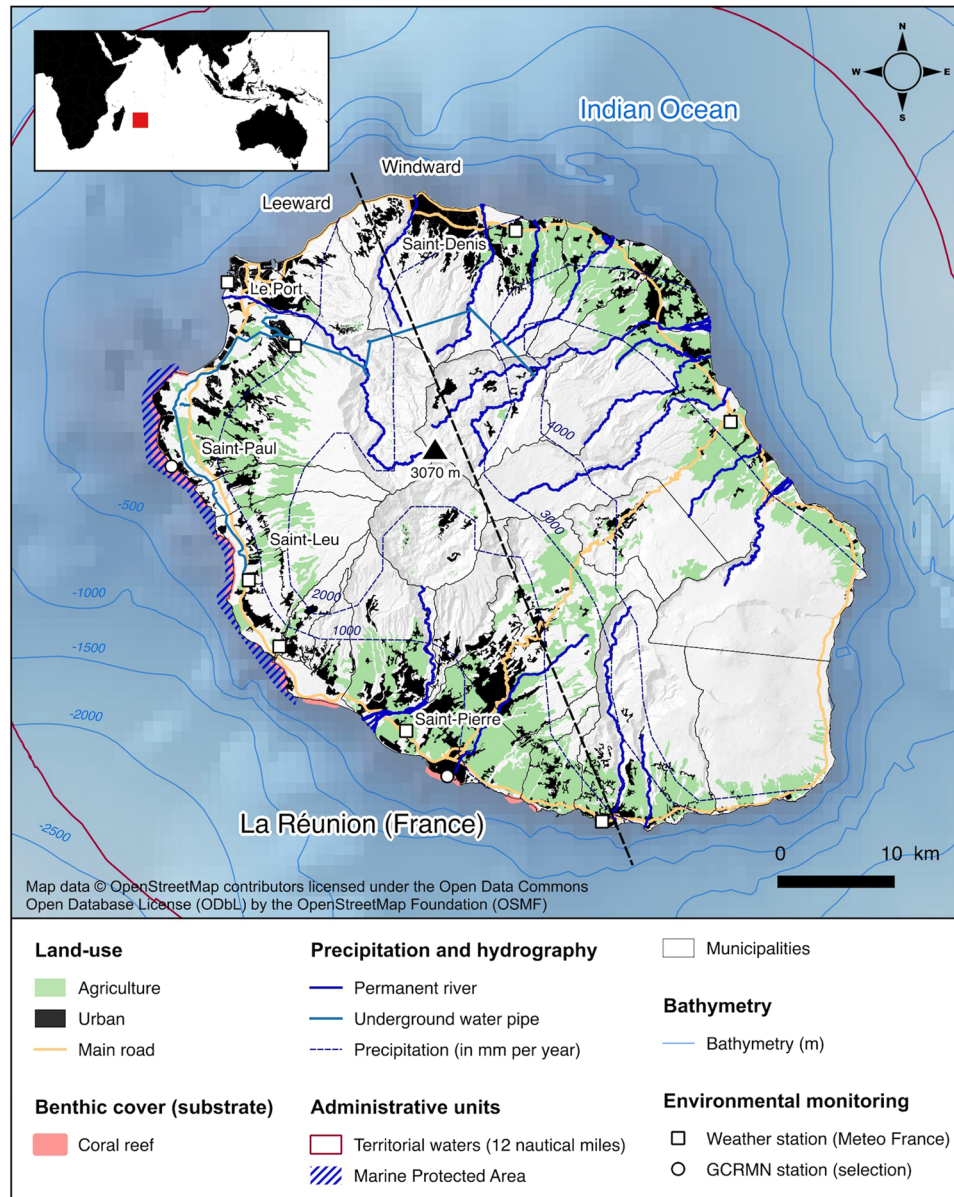 N
W
E
S
Indian Ocean
Windward
Leeward
Saint-Denis
Le Port
4000
Saint-Paul
3070 m
-500
3000
Saint-Leu
2000
-1000
1000
-1500
-2000
Saint-Pierre
-2500
La Réunion (France)
0 10 km
Map data © OpenStreetMap contributors licensed under the Open Data Commons
Open Database License (ODbL) by the OpenStreetMap Foundation (OSMF)
Land-use
Agriculture
Urban
Main road
Benthic cover (substrate)
Coral reef
Precipitation and hydrography
Permanent river
Underground water pipe
Precipitation (in mm per year)
Administrative units
Territorial waters (12 nautical miles)
Marine Protected Area
Municipalities
Bathymetry
Bathymetry (m)
Environmental monitoring
Weather station (Meteo France)
GCRMN station (selection)